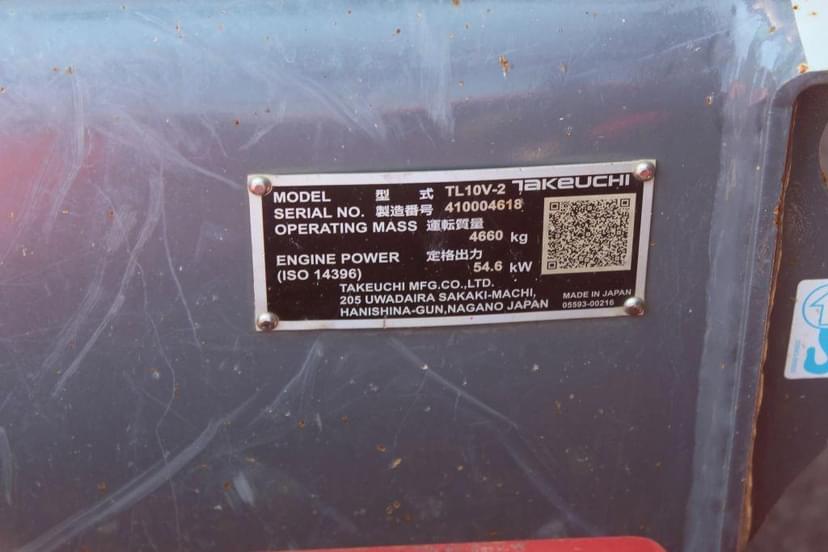 MODEL 型 式 TL10V-2 TAKEUCHI
SERIAL NO. 製造番号 410004618
OPERATING MASS 運転質量
4660 kg
ENGINE POWER 定格出力
(ISO 14396) 54.6 kW
TAKEUCHI MFG.CO.,LTD.
205 UWADAIRA SAKAKI-MACHI,
HANISHINA-GUN,NAGANO JAPAN
MADE IN JAPAN
05593-00216